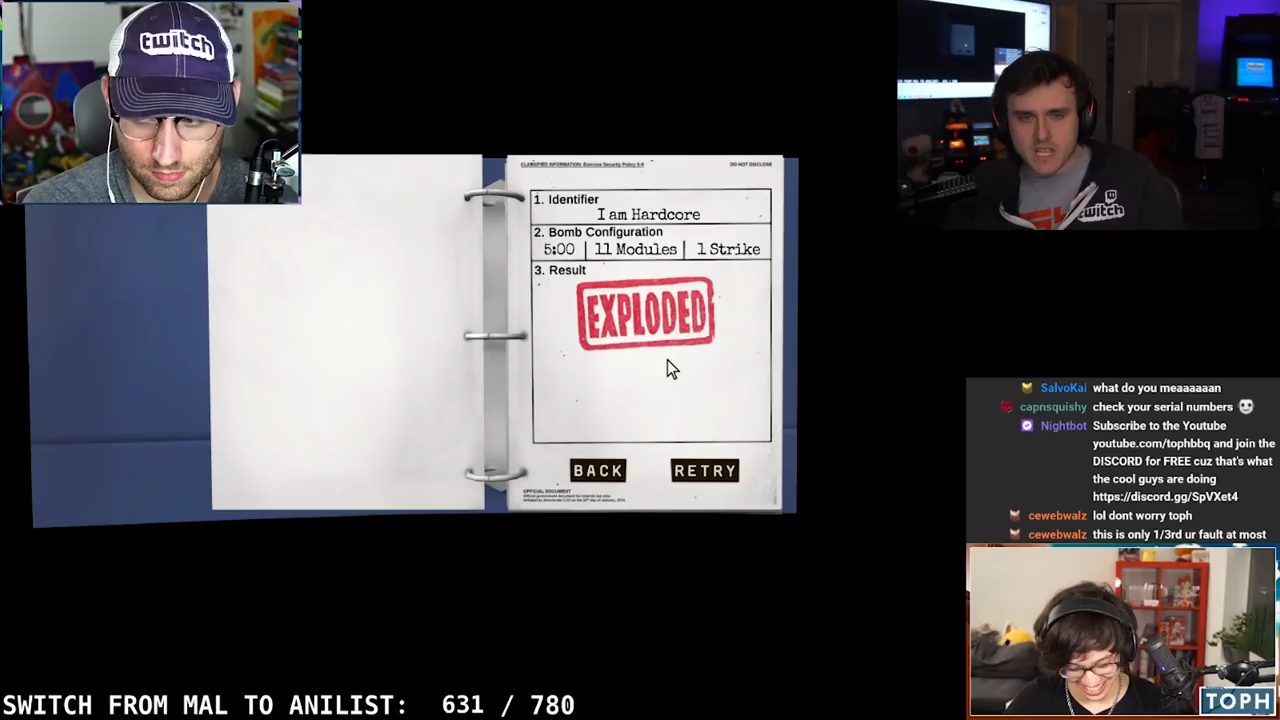 twitch
twitch
CLASSIFIED INFORMATION:
DO NOT DISCLOSE
1. Identifier
I am Hardcore
2. Bomb Configuration
5:00 | 11 Modules | 1 Strike
3. Result
EXPLODED
BACK
RETRY
OFFICIAL DOCUMENT
SalvoKai what do you meaaaaaan
capnsquishy check your serial numbers
Nightbot Subscribe to the Youtube
youtube.com/tophbbq and join the
DISCORD for FREE cuz that's what
the cool guys are doing
https://discord.gg/SpVXet4
cewebwalz lol dont worry toph
cewebwalz this is only 1/3rd ur fault at most
TOPH
SWITCH FROM MAL TO ANILIST: 631 / 780